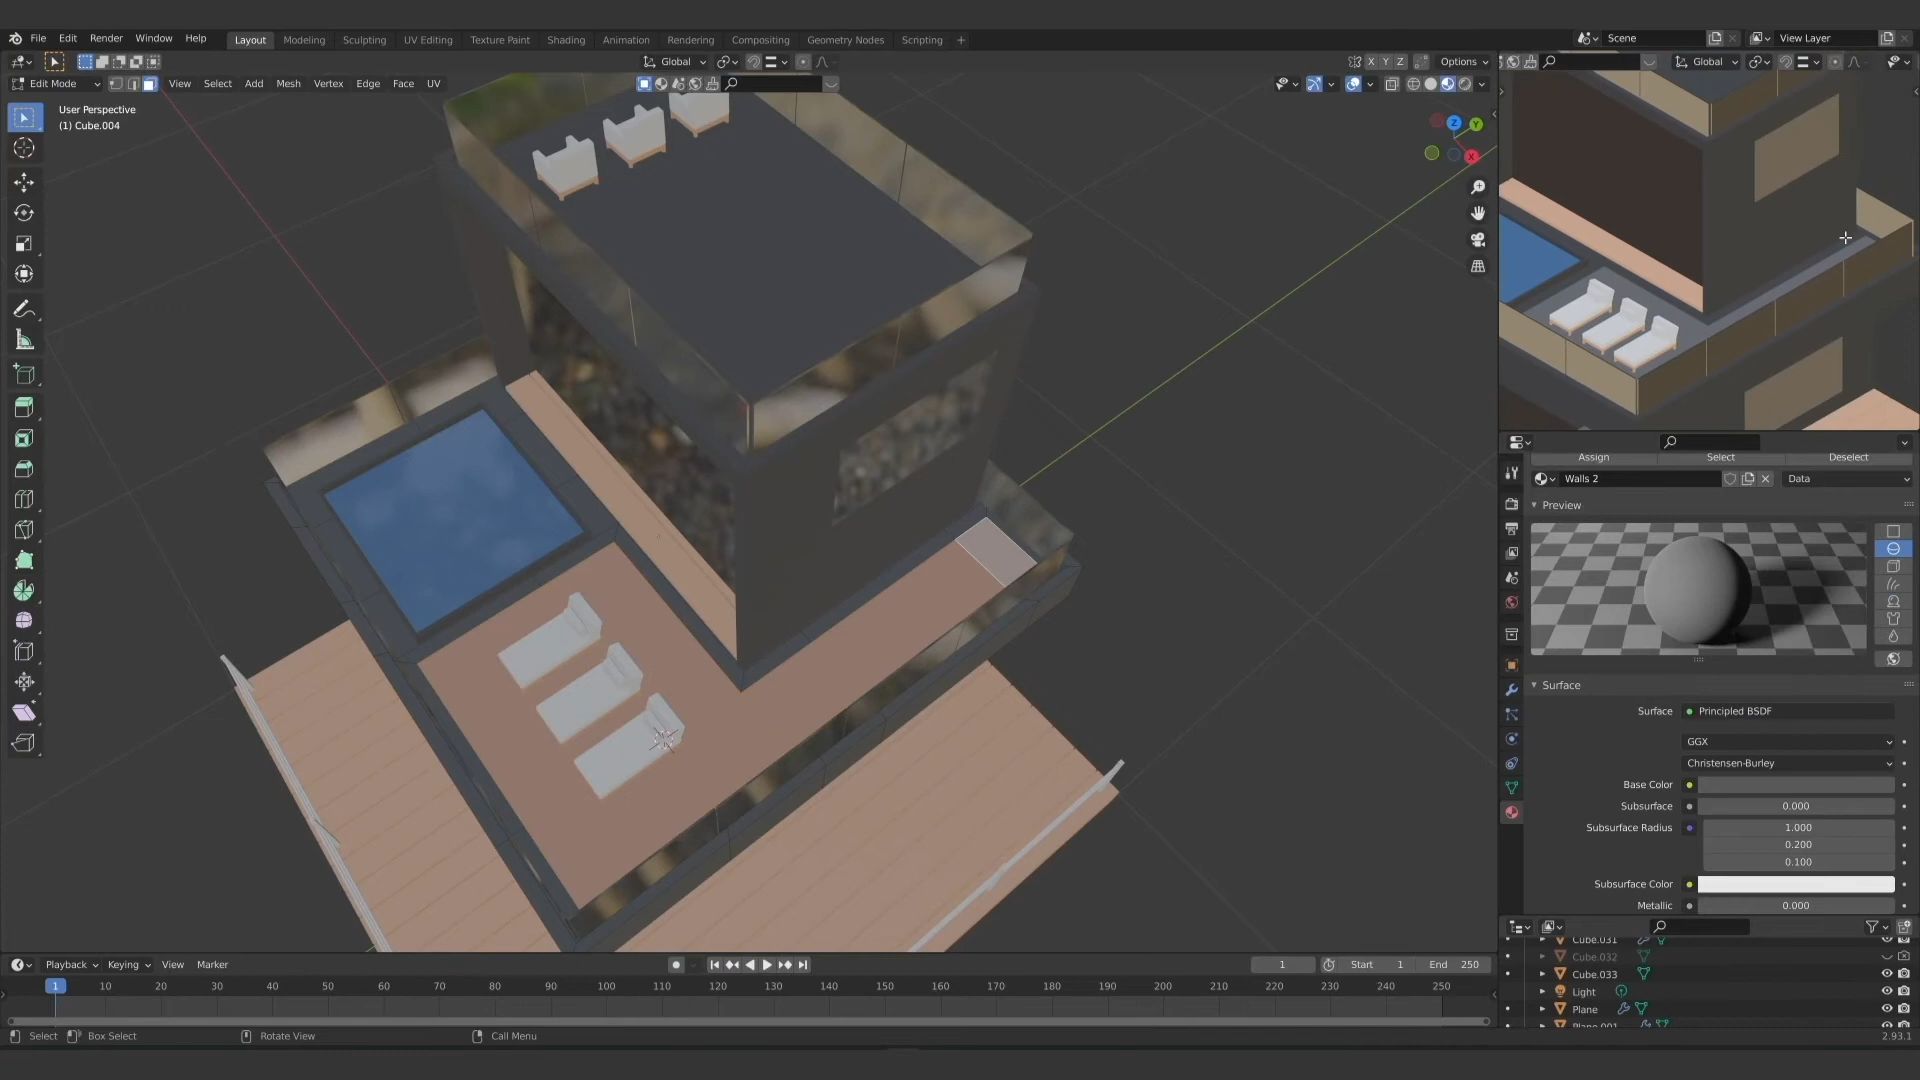 File Edit Render Window Help Layout Modeling Sculpting UV Editing Texture Paint Shading Animation Rendering Compositing Geometry Nodes Scripting + Scene View Layer
Global X Y Z Options Global
Edit Mode View Select Add Mesh Vertex Edge Face UV
User Perspective
(1) Cube.004
Z Y
X
Assign Select Deselect
Walls 2 Data
Preview
Surface
Surface Principled BSDF
GGX
Christensen-Burley
Base Color
Subsurface 0.000
Subsurface Radius 1.000
0.200
0.100
Subsurface Color
Metallic 0.000
Cube.031
Cube.032
Cube.033
Light
Plane
Plane.001
Playback Keying View Marker 1 Start 1 End 250
1 10 20 30 40 50 60 70 80 90 100 110 120 130 140 150 160 170 180 190 200 210 220 230 240 250
Select Box Select Rotate View Call Menu 2.93.1